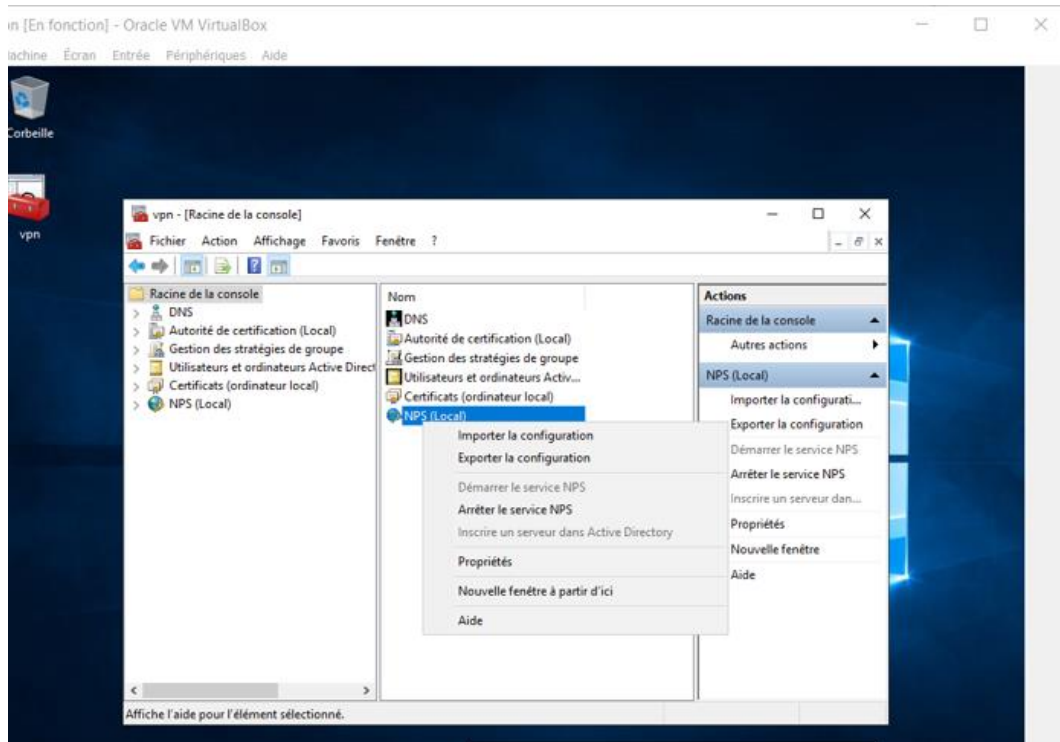 [En fonction] - Oracle VM VirtualBox
Écran Entrée Périphériques Aide
Corbeille
vpn
vpn - [Racine de la console]
Fichier Action Affichage Favoris Fenêtre ?
Racine de la console
DNS
Autorité de certification (Local)
Gestion des stratégies de groupe
Utilisateurs et ordinateurs Active Direct
Certificats (ordinateur local)
NPS (Local)
Nom
DNS
Autorité de certification (Local)
Gestion des stratégies de groupe
Utilisateurs et ordinateurs Activ...
Certificats (ordinateur local)
NPS (Local)
Importer la configuration
Exporter la configuration
Démarrer le service NPS
Arrêter le service NPS
Inscrire un serveur dans Active Directory
Propriétés
Nouvelle fenêtre à partir d'ici
Aide
Actions
Racine de la console
Autres actions
NPS (Local)
Importer la configurati...
Exporter la configuration
Démarrer le service NPS
Arrêter le service NPS
Inscrire un serveur dan...
Propriétés
Nouvelle fenêtre
Aide
Affiche l'aide pour l'élément sélectionné.